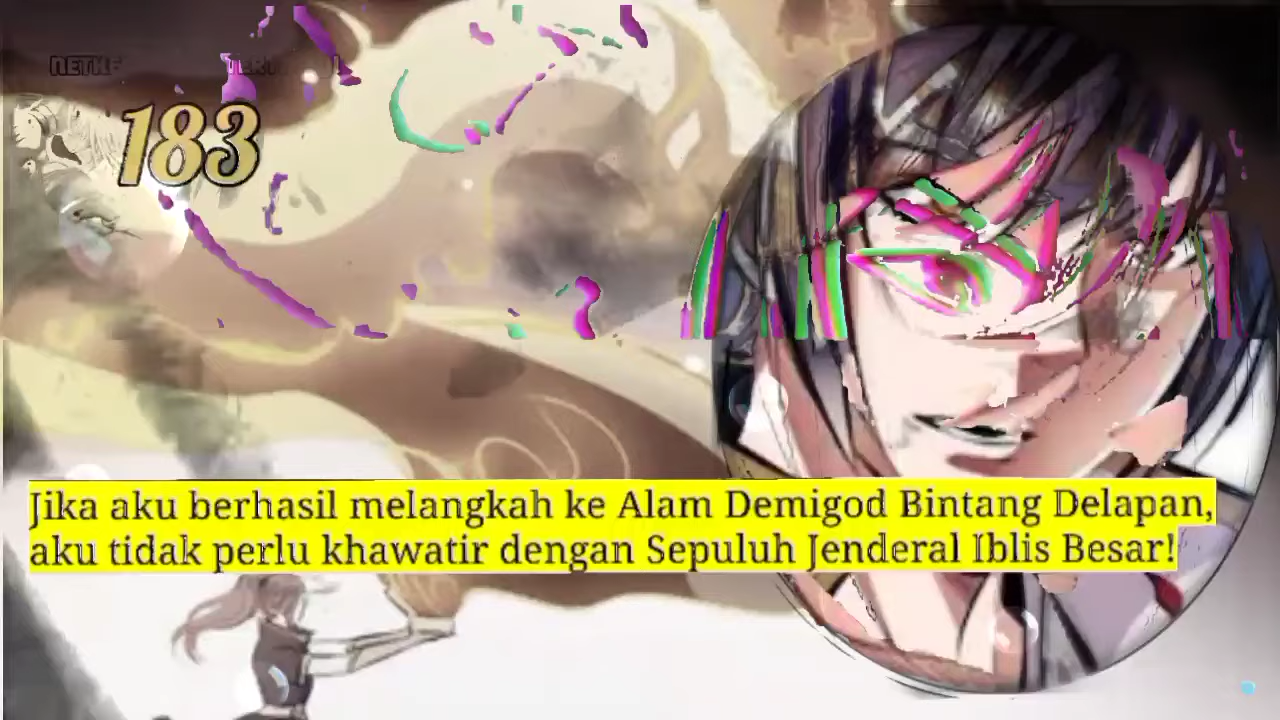 183
Jika aku berhasil melangkah ke Alam Demigod Bintang Delapan,
aku tidak perlu khawatir dengan Sepuluh Jenderal Iblis Besar!